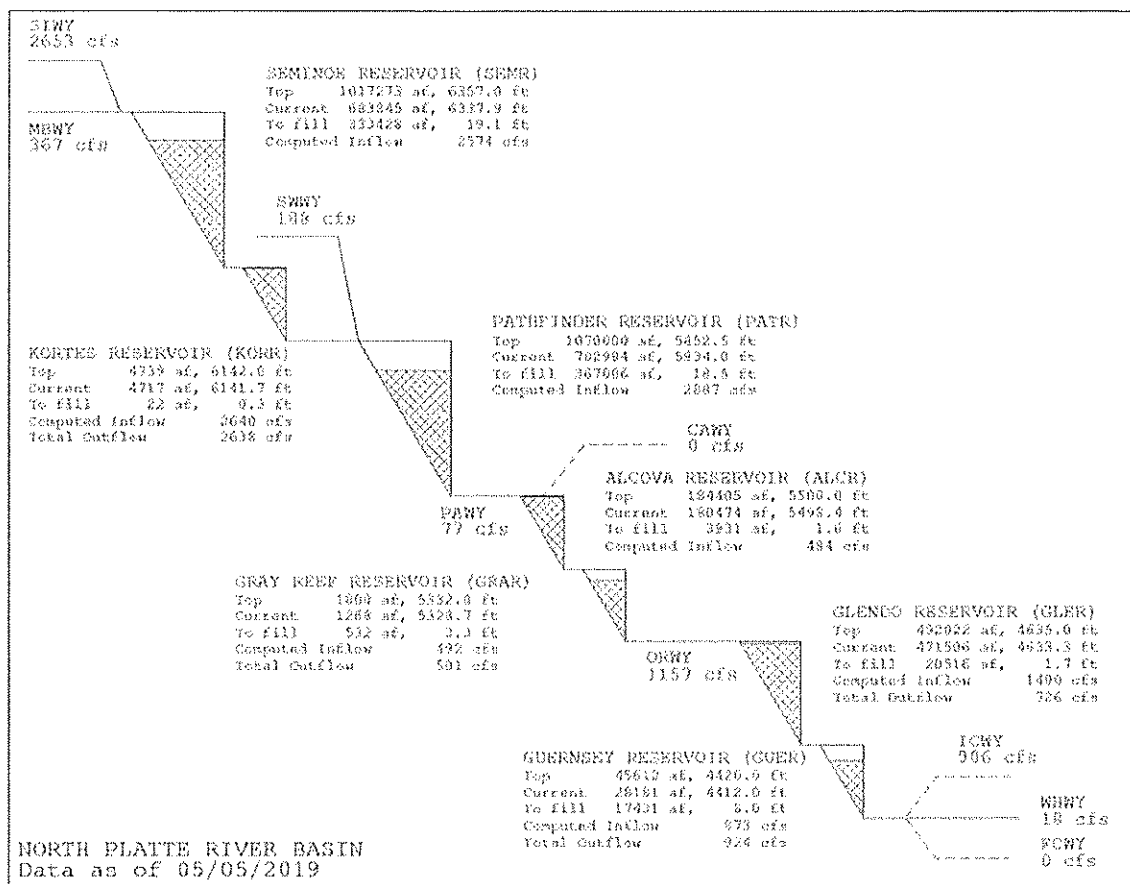 SIWY
2653 cfs
SEMINOE RESERVOIR (SEMR)
Top 1017273 af, 6357.0 ft
Current 683845 af, 6337.9 ft
To fill 333428 af, 19.1 ft
Computed Inflow 2574 cfs
MBWY
367 cfs
SWWY
188 cfs
PATHFINDER RESERVOIR (PATR)
Top 1070000 af, 5852.5 ft
Current 702994 af, 5834.0 ft
To fill 367006 af, 18.5 ft
Computed Inflow 2887 cfs
KORTES RESERVOIR (KORR)
Top 4739 af, 6142.0 ft
Current 4717 af, 6141.7 ft
To fill 22 af, 0.3 ft
Computed Inflow 2640 cfs
Total Outflow 2638 cfs
CAWY
0 cfs
ALCOVA RESERVOIR (ALCR)
Top 184405 af, 5500.0 ft
Current 180474 af, 5498.4 ft
To fill 3931 af, 1.6 ft
Computed Inflow 484 cfs
PAWY
77 cfs
GRAY REEF RESERVOIR (GRAR)
Top 1800 af, 5332.0 ft
Current 1268 af, 5328.7 ft
To fill 532 af, 3.3 ft
Computed Inflow 492 cfs
Total Outflow 501 cfs
GLENDO RESERVOIR (GLER)
Top 492022 af, 4635.0 ft
Current 471506 af, 4633.3 ft
To fill 20516 af, 1.7 ft
Computed Inflow 1400 cfs
Total Outflow 726 cfs
ORWY
1157 cfs
GUERNSEY RESERVOIR (GUER)
Top 45612 af, 4420.0 ft
Current 28181 af, 4412.0 ft
To fill 17431 af, 8.0 ft
Computed Inflow 873 cfs
Total Outflow 924 cfs
ICWY
906 cfs
WHWY
18 cfs
FCWY
0 cfs
NORTH PLATTE RIVER BASIN
Data as of 05/05/2019